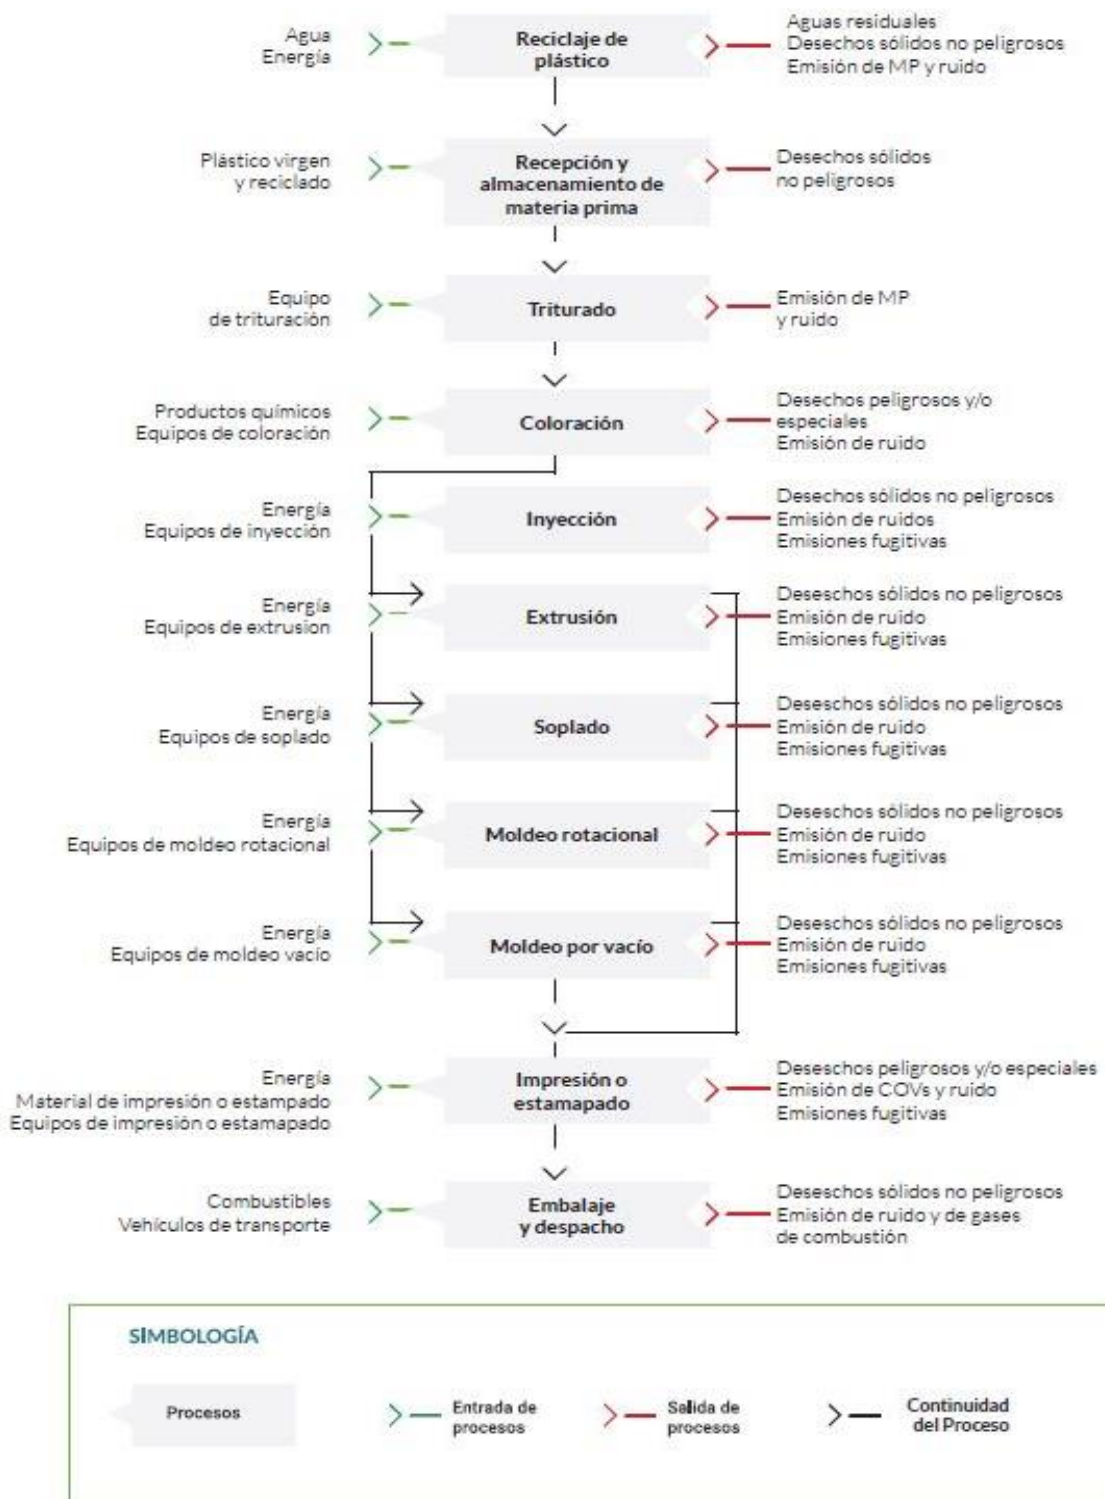 Agua
Energía
Reciclaje de
plástico
Aguas residuales
Desechos sólidos no peligrosos
Emisión de MP y ruido
Plástico virgen
y reciclado
Recepción y
almacenamiento de
materia prima
Desechos sólidos
no peligrosos
Equipo
de trituración
Triturado
Emisión de MP
y ruido
Productos químicos
Equipos de coloración
Coloración
Desechos peligrosos y/o
especiales
Emisión de ruido
Energía
Equipos de inyección
Inyección
Desechos sólidos no peligrosos
Emisión de ruidos
Emisiones fugitivas
Energía
Equipos de extrusion
Extrusión
Deseschos sólidos no peligrosos
Emisión de ruido
Emisiones fugitivas
Energía
Equipos de soplado
Soplado
Deseschos sólidos no peligrosos
Emisión de ruido
Emisiones fugitivas
Energía
Equipos de moldeo rotacional
Moldeo rotacional
Deseschos sólidos no peligrosos
Emisión de ruido
Emisiones fugitivas
Energía
Equipos de moldeo vacío
Moldeo por vacío
Deseschos sólidos no peligrosos
Emisión de ruido
Emisiones fugitivas
Energía
Material de impresión o estampado
Equipos de impresión o estamapado
Impresión o
estamapado
Deseschos peligrosos y/o especiales
Emisión de COVs y ruido
Emisiones fugitivas
Combustibles
Vehículos de transporte
Embalaje
y despacho
Deseschos sólidos no peligrosos
Emisión de ruido y de gases
de combustión
SIMBOLOGÍA
Procesos
Entrada de
procesos
Salida de
procesos
Continuidad
del Proceso